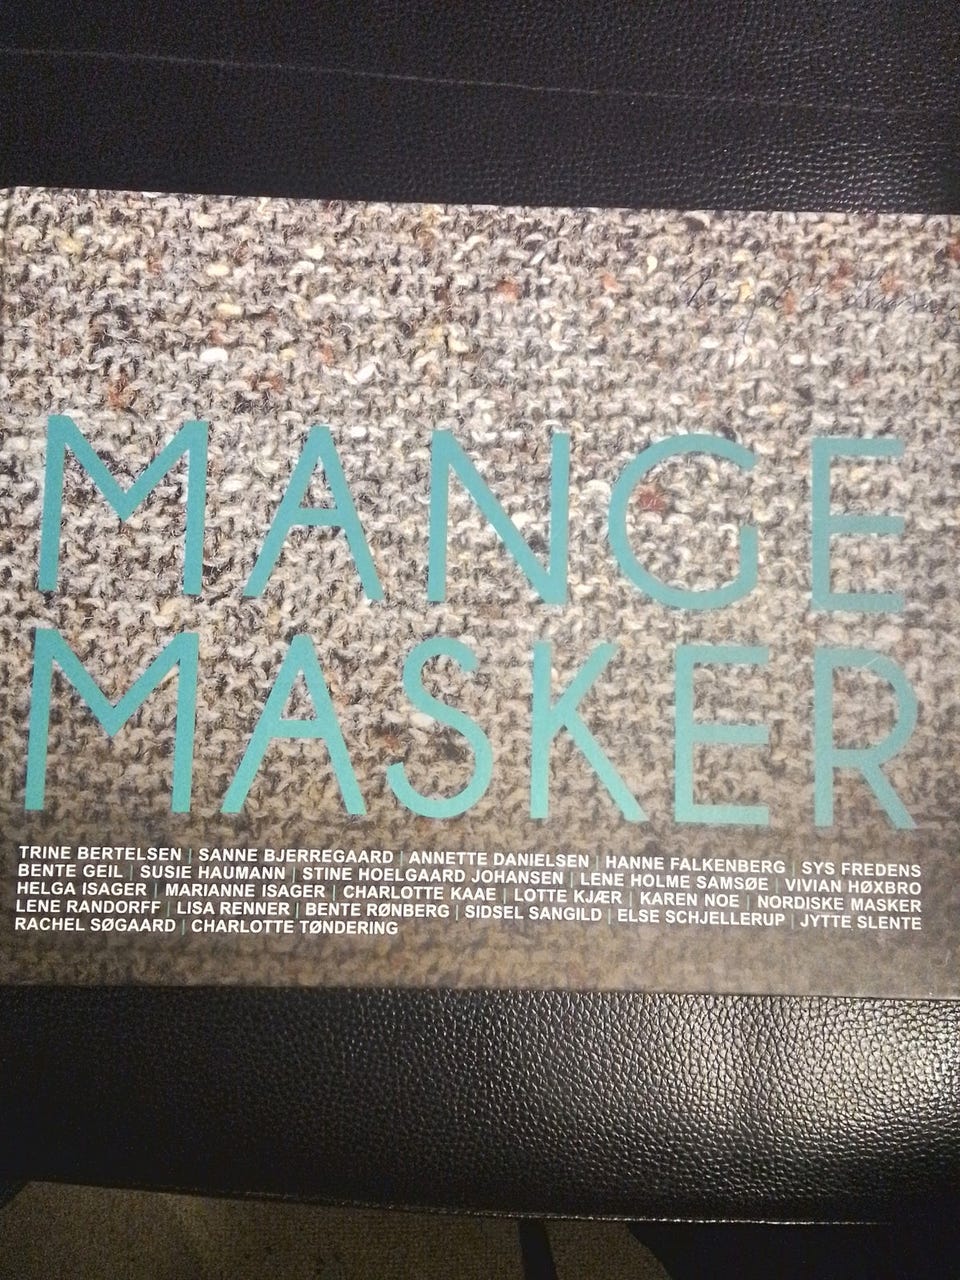 MANGE
MASKER
TRINE BERTELSEN | SANNE BJERREGAARD | ANNETTE DANIELSEN | HANNE FALKENBERG | SYS FREDENS
BENTE GEIL | SUSIE HAUMANN | STINE HOELGAARD JOHANSEN | LENE HOLME SAMSØE | VIVIAN HØXBRO
HELGA ISAGER | MARIANNE ISAGER | CHARLOTTE KAAE | LOTTE KJÆR | KAREN NOE | NORDISKE MASKER
LENE RANDORFF | LISA RENNER | BENTE RØNBERG | SIDSEL SANGILD | ELSE SCHJELLERUP | JYTTE SLENTE
RACHEL SØGAARD | CHARLOTTE TØNDERING